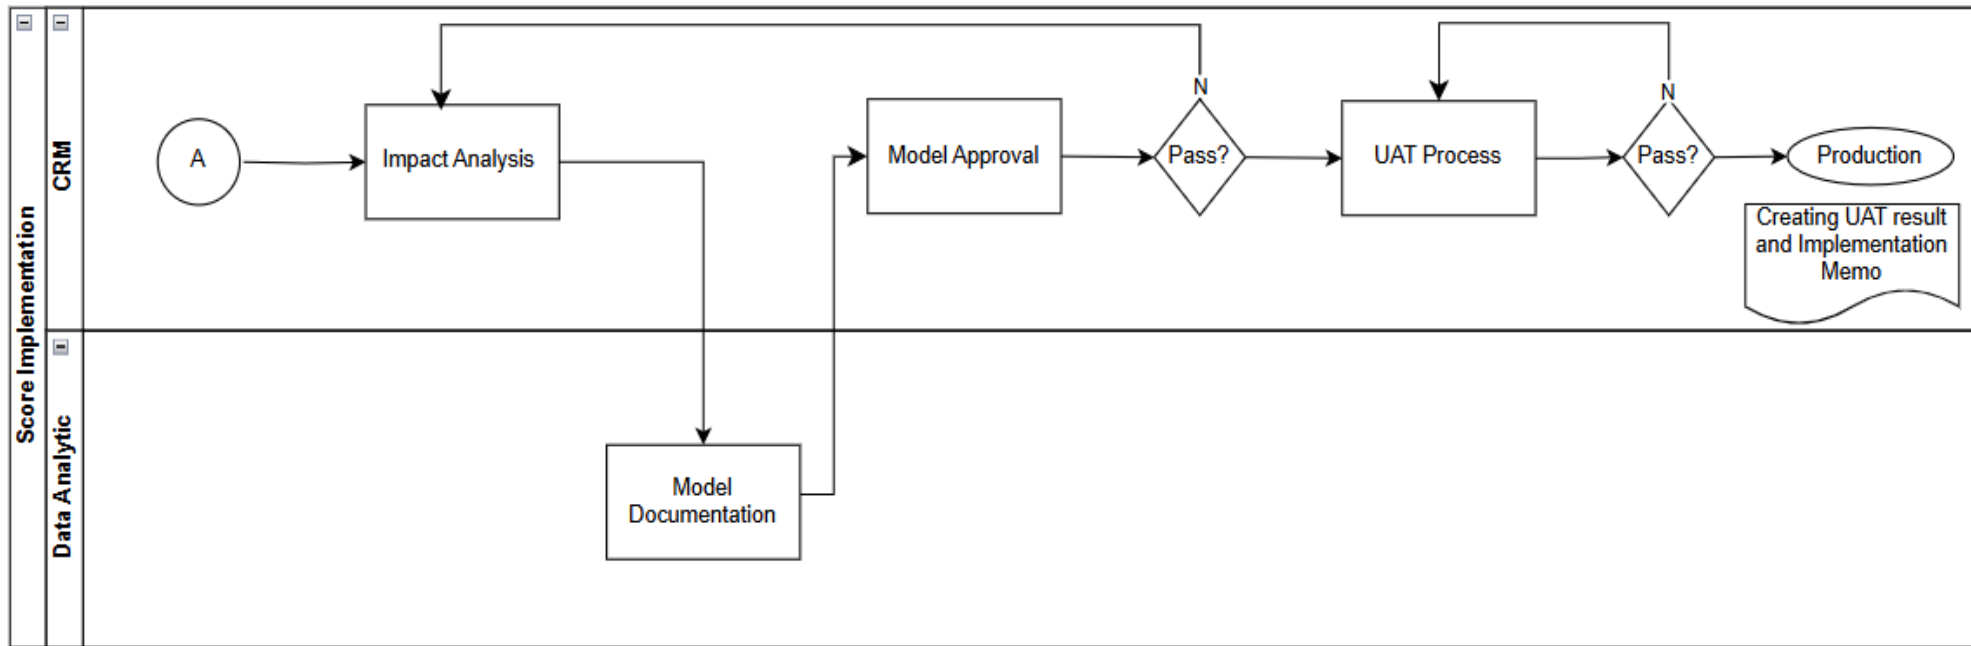 Score Implementation
CRM
A
Impact Analysis
Model Approval
N
Pass?
UAT Process
N
Pass?
Production
Creating UAT result
and Implementation
Memo
Data Analytic
Model
Documentation